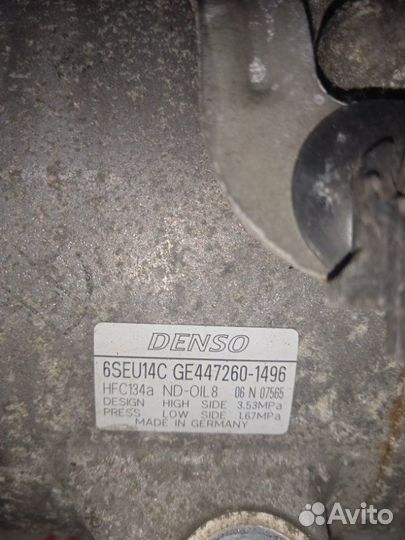 DENSO
6SEU14C GE447260-1496
HFC134a ND-OIL8 06 N 07565
DESIGN HIGH SIDE 3.53MPa
PRESS LOW SIDE 1.67MPa
MADE IN GERMANY
Avito